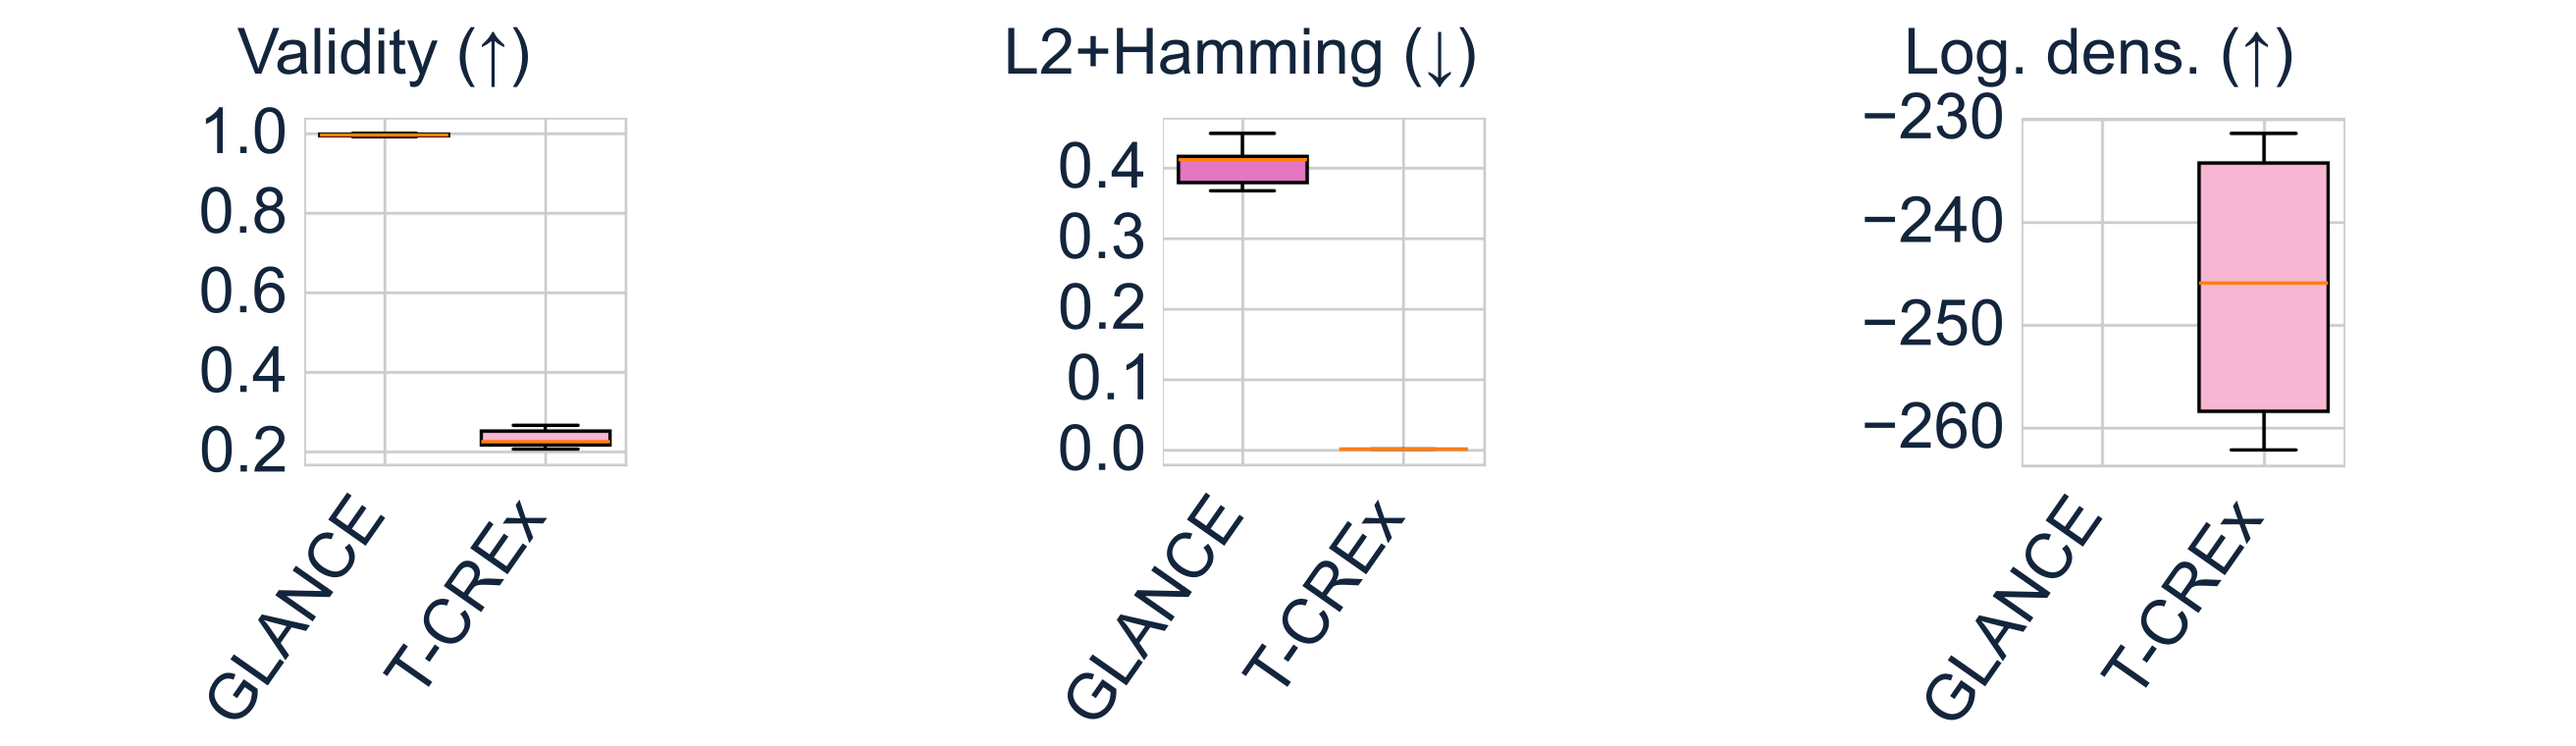 Validity (↑)
1.0
0.8
0.6
0.4
0.2
GLANCE
T-CREx
L2+Hamming (↓)
0.4
0.3
0.2
0.1
0.0
GLANCE
T-CREx
Log. dens. (↑)
−230
−240
−250
−260
GLANCE
T-CREx